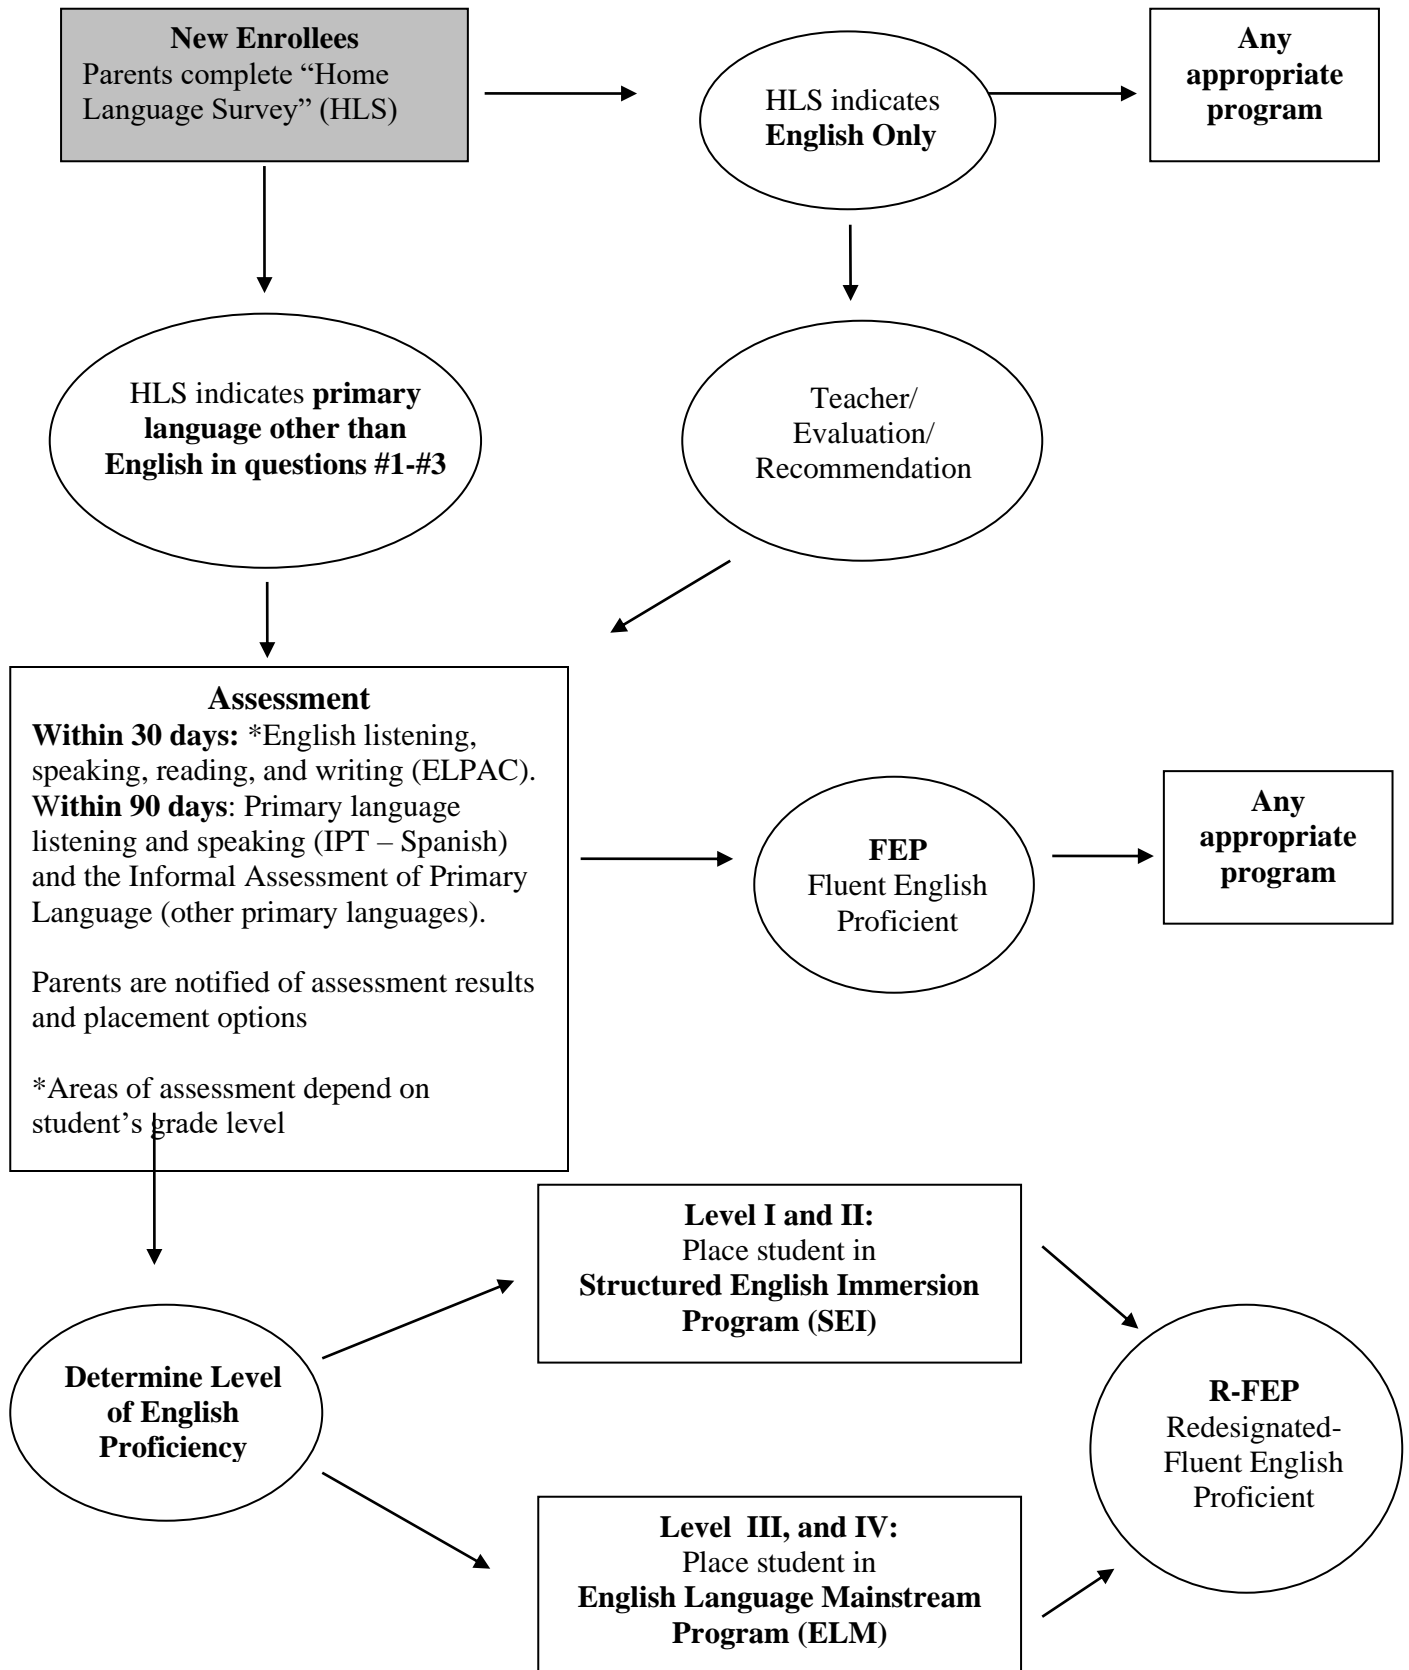 New Enrollees
Parents complete “Home
Language Survey” (HLS)
HLS indicates
English Only
Any
appropriate
program
HLS indicates primary
language other than
English in questions #1-#3
Teacher/
Evaluation/
Recommendation
Assessment
Within 30 days: *English listening,
speaking, reading, and writing (ELPAC).
Within 90 days: Primary language
listening and speaking (IPT – Spanish)
and the Informal Assessment of Primary
Language (other primary languages).
Parents are notified of assessment results
and placement options
*Areas of assessment depend on
student’s grade level
FEP
Fluent English
Proficient
Any
appropriate
program
Determine Level
of English
Proficiency
Level I and II:
Place student in
Structured English Immersion
Program (SEI)
Level  III, and IV:
Place student in
English Language Mainstream
Program (ELM)
R-FEP
Redesignated-
Fluent English
Proficient